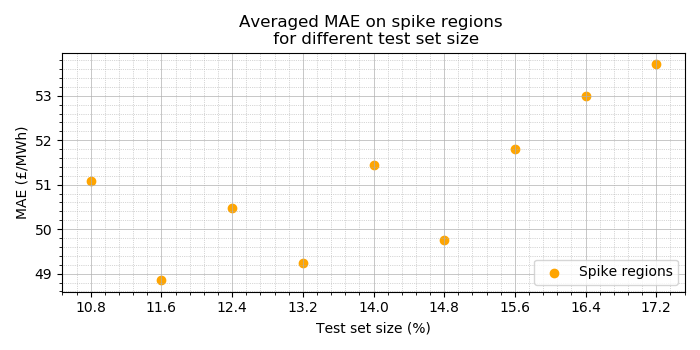 Averaged MAE on spike regions
for different test set size
MAE (£/MWh)
53
52
51
50
49
Spike regions
10.8 11.6 12.4 13.2 14.0 14.8 15.6 16.4 17.2
Test set size (%)